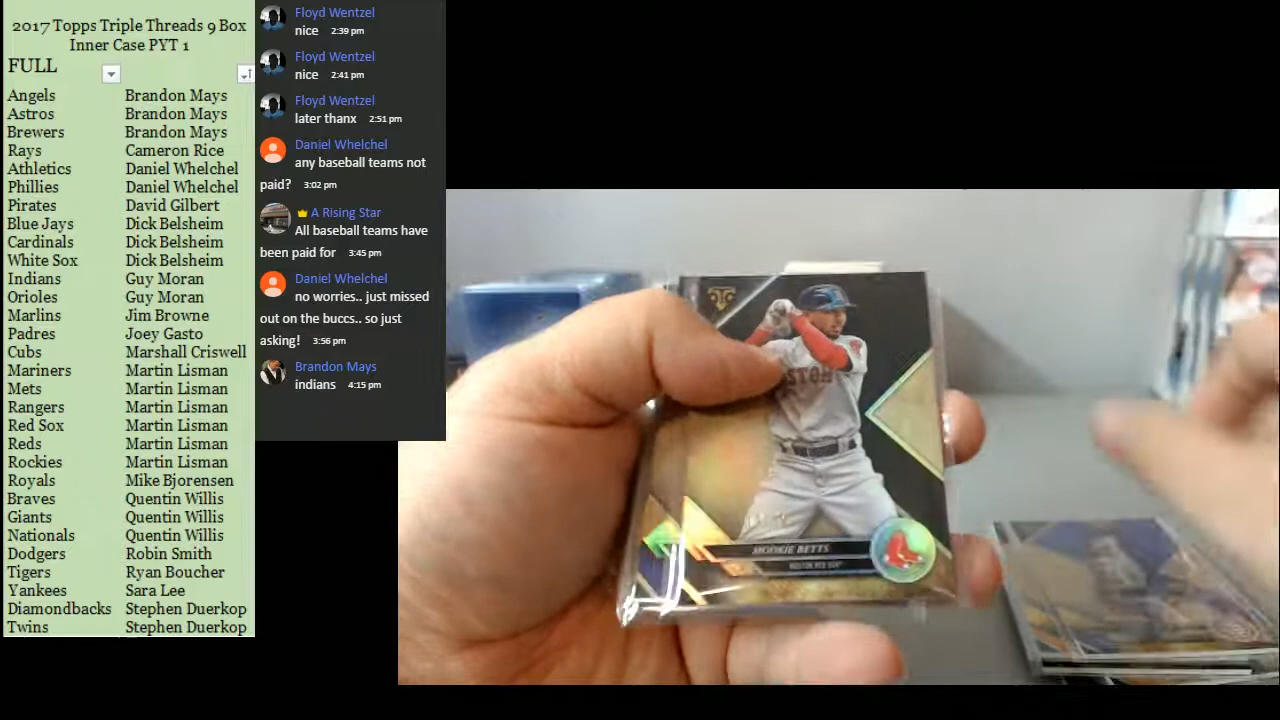 2017 Topps Triple Threads 9 Box
Inner Case PYT 1
FULL
Angels Brandon Mays
Astros Brandon Mays
Brewers Brandon Mays
Rays Cameron Rice
Athletics Daniel Whelchel
Phillies Daniel Whelchel
Pirates David Gilbert
Blue Jays Dick Belsheim
Cardinals Dick Belsheim
White Sox Dick Belsheim
Indians Guy Moran
Orioles Guy Moran
Marlins Jim Browne
Padres Joey Gasto
Cubs Marshall Criswell
Mariners Martin Lisman
Mets Martin Lisman
Rangers Martin Lisman
Red Sox Martin Lisman
Reds Martin Lisman
Rockies Martin Lisman
Royals Mike Bjorensen
Braves Quentin Willis
Giants Quentin Willis
Nationals Quentin Willis
Dodgers Robin Smith
Tigers Ryan Boucher
Yankees Sara Lee
Diamondbacks Stephen Duerkop
Twins Stephen Duerkop
Floyd Wentzel
nice 2:39 pm
Floyd Wentzel
nice 2:41 pm
Floyd Wentzel
later thanx 2:51 pm
Daniel Whelchel
any baseball teams not
paid? 3:02 pm
A Rising Star
All baseball teams have
been paid for 3:45 pm
Daniel Whelchel
no worries.. just missed
out on the buccs.. so just
asking! 3:56 pm
Brandon Mays
indians 4:15 pm
MOOKIE BETTS
BOSTON RED SOX